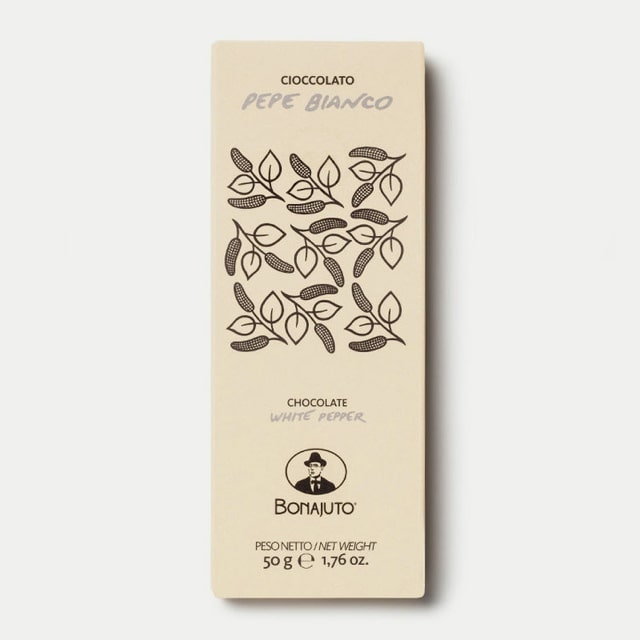 CIOCCOLATO
PEPE BIANCO
CHOCOLATE
WHITE PEPPER
BONAJUTO®
PESO NETTO / NET WEIGHT
50 g ℮ 1,76 oz.